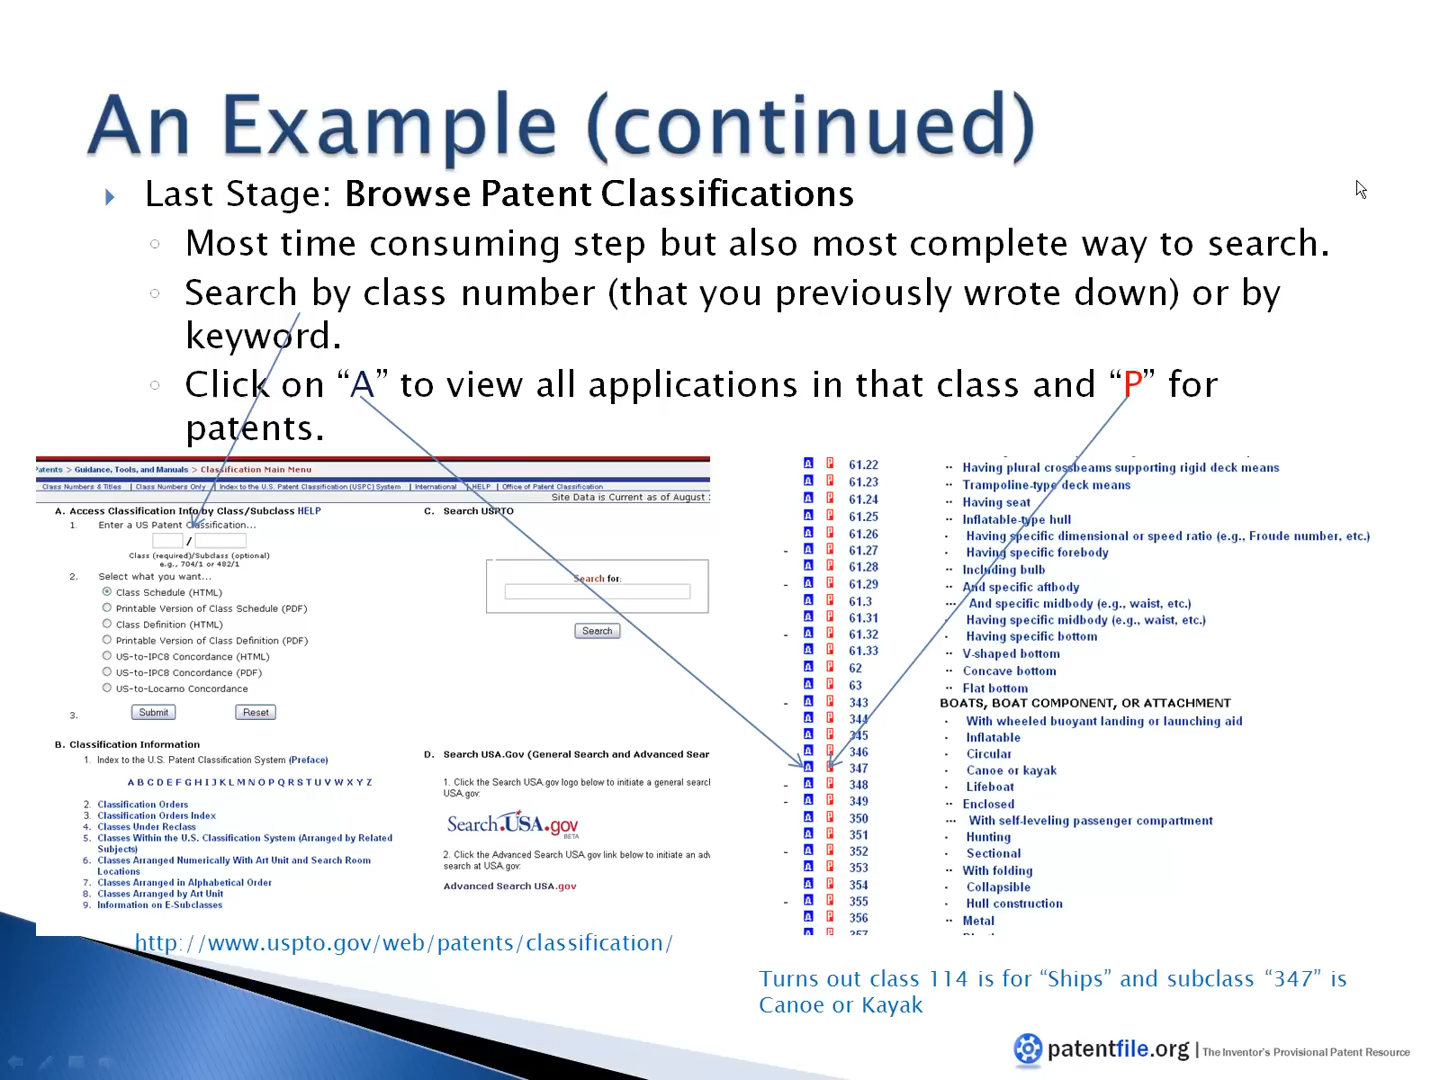 An Example (continued)
Last Stage: Browse Patent Classifications
Most time consuming step but also most complete way to search.
Search by class number (that you previously wrote down) or by
keyword.
Click on “A” to view all applications in that class and “P” for
patents.
Patents > Guidance, Tools, and Manuals > Classification Main Menu
Class Numbers & Titles | Class Numbers Only | Index to the U.S. Patent Classification (USPC) System | International | HELP | Office of Patent Classification
Site Data is Current as of August
A. Access Classification Info by Class/Subclass HELP
1. Enter a US Patent Classification...
/
Class (required)/Subclass (optional)
e.g., 704/1 or 482/1
2. Select what you want...
Class Schedule (HTML)
Printable Version of Class Schedule (PDF)
Class Definition (HTML)
Printable Version of Class Definition (PDF)
US-to-IPC8 Concordance (HTML)
US-to-IPC8 Concordance (PDF)
US-to-Locarno Concordance
3. Submit Reset
B. Classification Information
1. Index to the U.S. Patent Classification System (Preface)
A B C D E F G H I J K L M N O P Q R S T U V W X Y Z
2. Classification Orders
3. Classification Orders Index
4. Classes Under Reclass
5. Classes Within the U.S. Classification System (Arranged by Related
Subjects)
6. Classes Arranged Numerically With Art Unit and Search Room
Locations
7. Classes Arranged in Alphabetical Order
8. Classes Arranged by Art Unit
9. Information on E-Subclasses
C. Search USPTO
Search for:
Search
D. Search USA.Gov (General Search and Advanced Sear
1. Click the Search USA.gov logo below to initiate a general searc
USA.gov:
Search.USA.gov
BETA
2. Click the Advanced Search USA.gov link below to initiate an adv
search at USA.gov:
Advanced Search USA.gov
A P 61.22 .. Having plural crossbeams supporting rigid deck means
A P 61.23 .. Trampoline-type deck means
A P 61.24 .. Having seat
A P 61.25 .. Inflatable-type hull
A P 61.26 . Having specific dimensional or speed ratio (e.g., Froude number, etc.)
- A P 61.27 . Having specific forebody
A P 61.28 .. Including bulb
- A P 61.29 .. And specific aftbody
A P 61.3 ... And specific midbody (e.g., waist, etc.)
A P 61.31 . Having specific midbody (e.g., waist, etc.)
- A P 61.32 . Having specific bottom
A P 61.33 .. V-shaped bottom
A P 62 .. Concave bottom
A P 63 .. Flat bottom
- A P 343 BOATS, BOAT COMPONENT, OR ATTACHMENT
A P 344 . With wheeled buoyant landing or launching aid
A P 345 . Inflatable
A P 346 . Circular
A P 347 . Canoe or kayak
- A P 348 . Lifeboat
- A P 349 .. Enclosed
A P 350 ... With self-leveling passenger compartment
A P 351 . Hunting
- A P 352 . Sectional
A P 353 .. With folding
A P 354 . Collapsible
- A P 355 . Hull construction
A P 356 .. Metal
A P 357
http://www.uspto.gov/web/patents/classification/
Turns out class 114 is for “Ships” and subclass “347” is
Canoe or Kayak
patentfile.org | The Inventor's Provisional Patent Resource